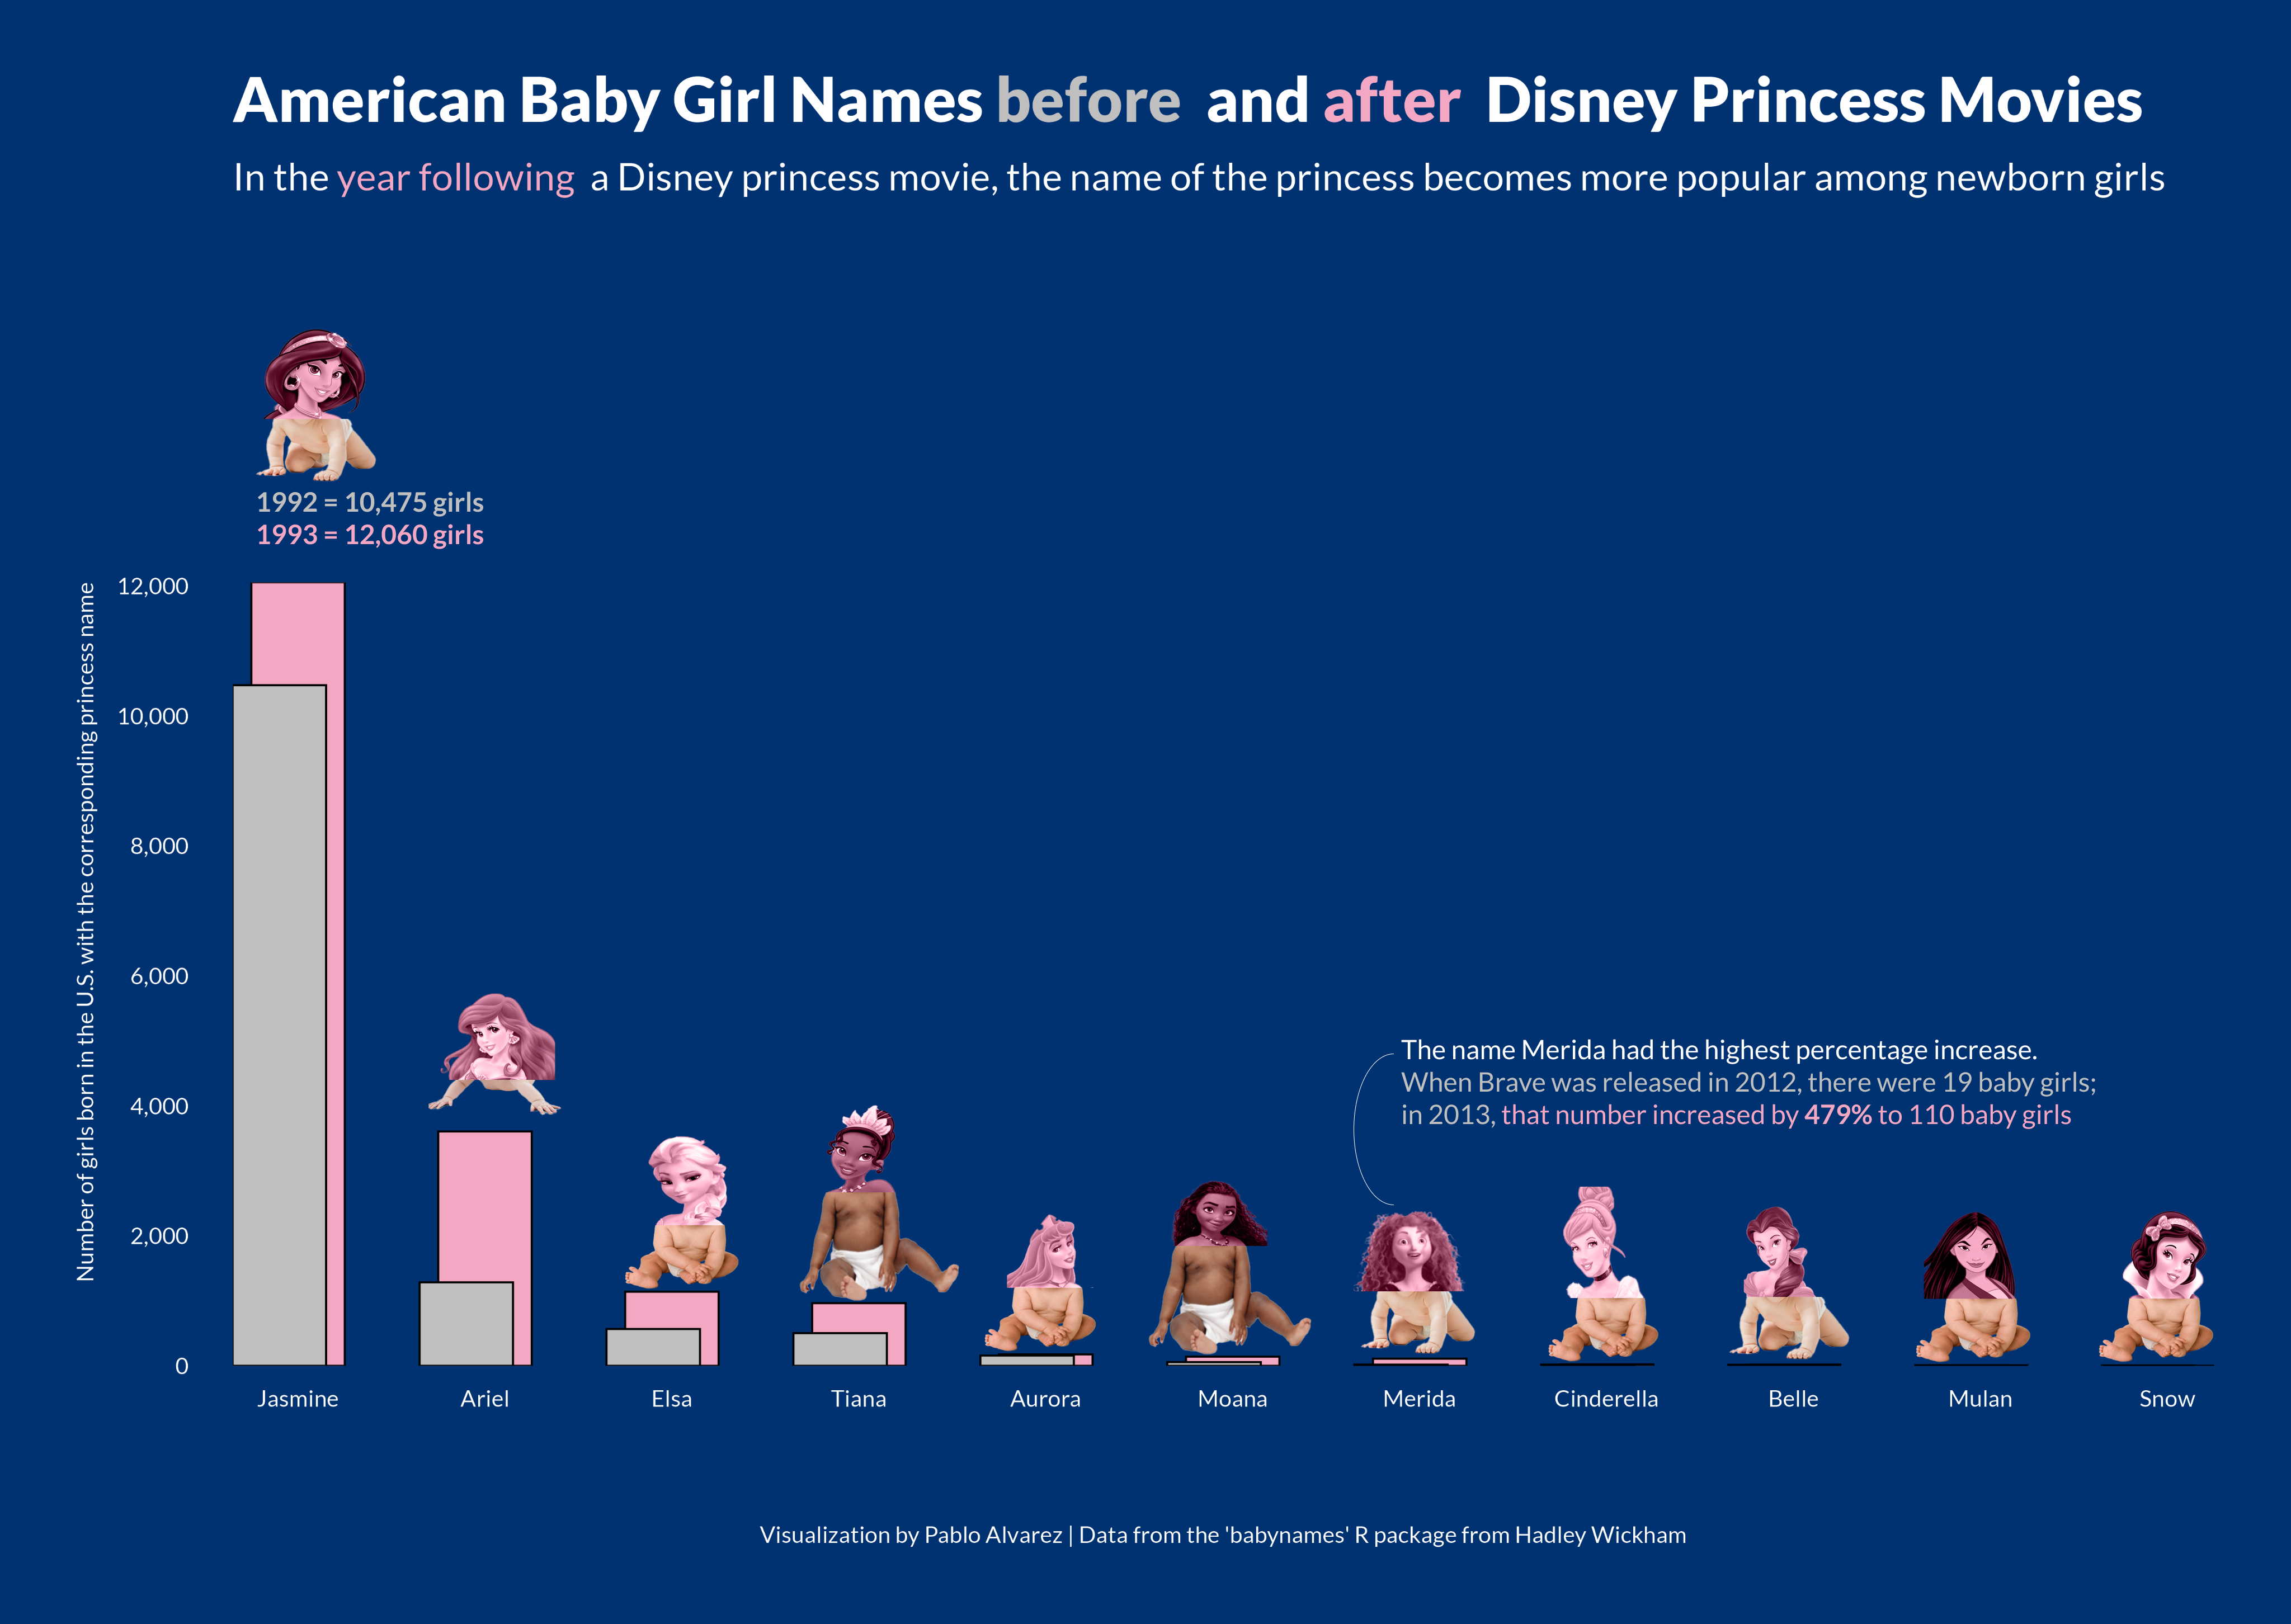 American Baby Girl Names before and after Disney Princess Movies
In the year following a Disney princess movie, the name of the princess becomes more popular among newborn girls
1992 = 10,475 girls
1993 = 12,060 girls
Number of girls born in the U.S. with the corresponding princess name
12,000
10,000
8,000
6,000
4,000
2,000
0
The name Merida had the highest percentage increase.
When Brave was released in 2012, there were 19 baby girls;
in 2013, that number increased by 479% to 110 baby girls
Jasmine
Ariel
Elsa
Tiana
Aurora
Moana
Merida
Cinderella
Belle
Mulan
Snow
Visualization by Pablo Alvarez | Data from the 'babynames' R package from Hadley Wickham